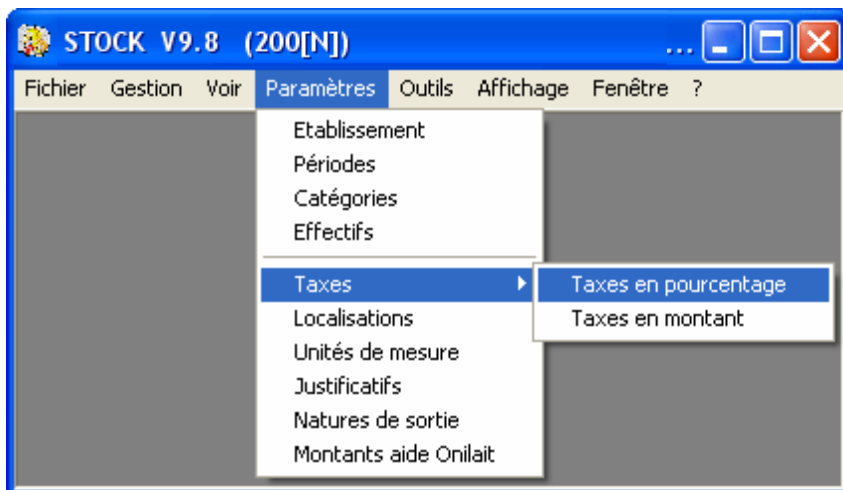 STOCK V9.8 (200[N]) ...
Fichier Gestion Voir Paramètres Outils Affichage Fenêtre ?
Etablissement
Périodes
Catégories
Effectifs
Taxes
Taxes en pourcentage
Taxes en montant
Localisations
Unités de mesure
Justificatifs
Natures de sortie
Montants aide Onilait